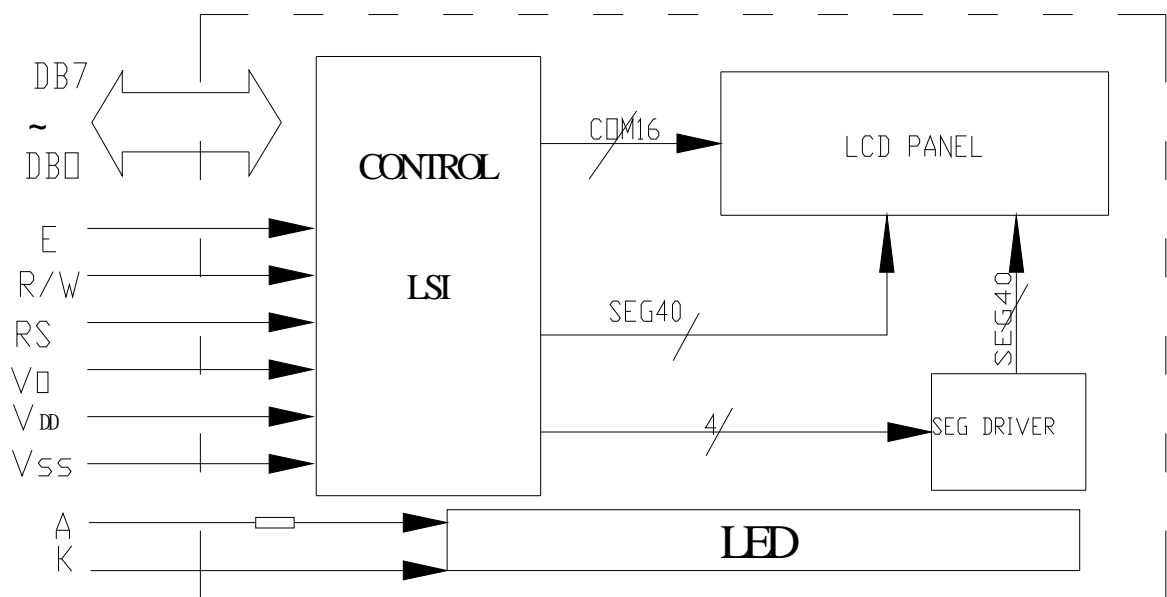 DB7
~
DB0
E
R/W
RS
V0
VDD
Vss
A
K
CONTROL
LSI
COM16
LCD PANEL
SEG40
SEG40
4
SEG DRIVER
LED